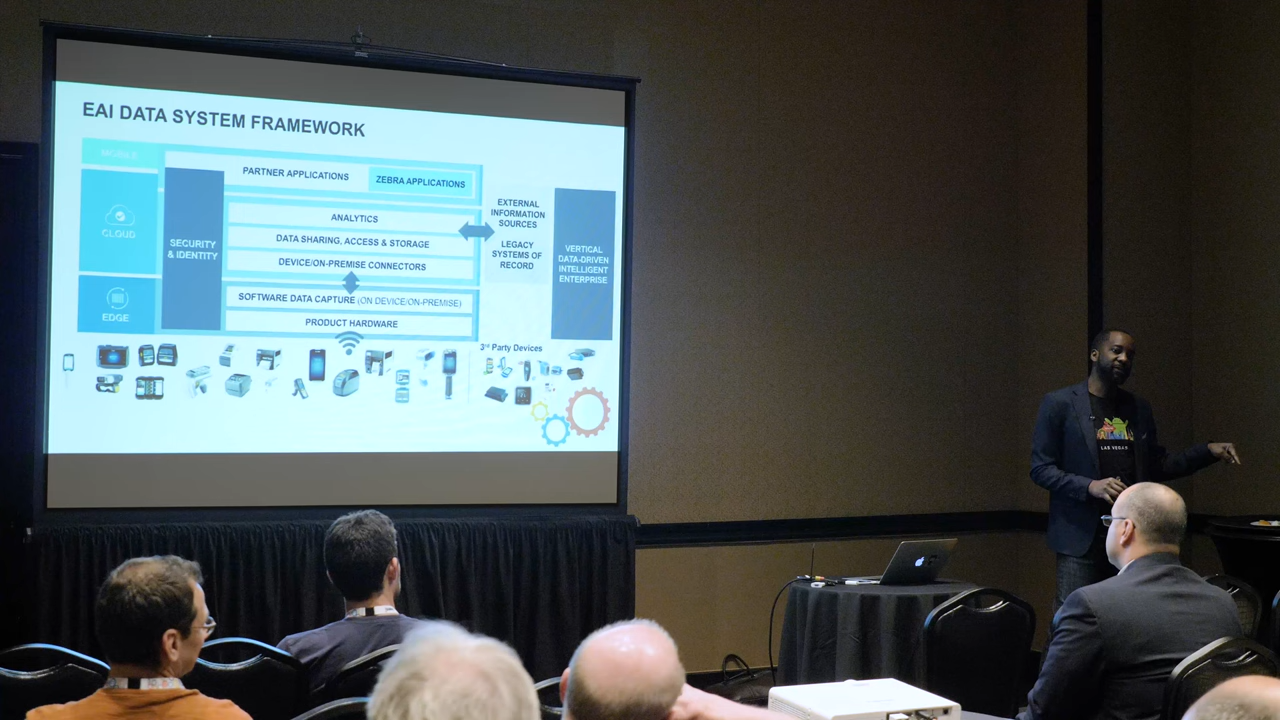 EAI DATA SYSTEM FRAMEWORK
MOBILE
PARTNER APPLICATIONS
ZEBRA APPLICATIONS
CLOUD
SECURITY
& IDENTITY
ANALYTICS
DATA SHARING, ACCESS & STORAGE
DEVICE/ON-PREMISE CONNECTORS
EXTERNAL
INFORMATION
SOURCES
LEGACY
SYSTEMS OF
RECORD
VERTICAL
DATA-DRIVEN
INTELLIGENT
ENTERPRISE
EDGE
SOFTWARE DATA CAPTURE (ON DEVICE/ON-PREMISE)
PRODUCT HARDWARE
3rd Party Devices
LAS VEGAS